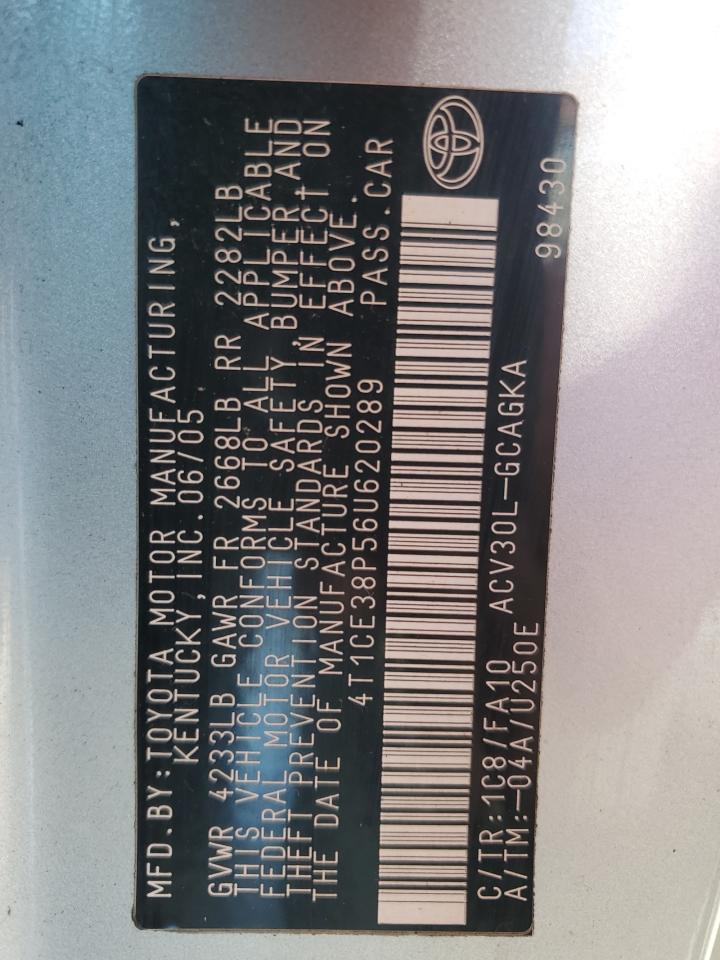 MFD.BY:TOYOTA MOTOR MANUFACTURING,
KENTUCKY,INC. 06/05
GVWR 4233LB GAWR FR 2668LB RR 2282LB
THIS VEHICLE CONFORMS TO ALL APPLICABLE
FEDERAL MOTOR VEHICLE SAFETY,BUMPER,AND
THEFT PREVENTION STANDARDS IN EFFECT ON
THE DATE OF MANUFACTURE SHOWN ABOVE.
4T1CE38P56U620289 PASS.CAR
C/TR:1C8/FA10 ACV30L-GCAGKA 98430
A/TM:-04A/U250E